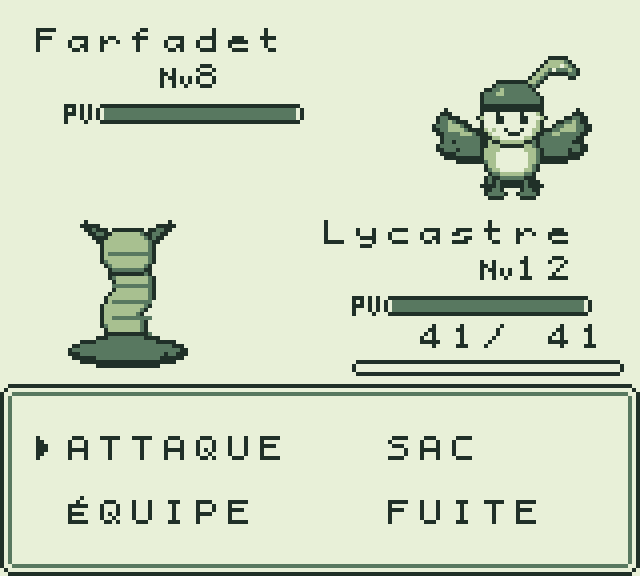 Farfadet
Nv8
PV
Lycastre
Nv12
PV
41/ 41
ATTAQUE SAC
ÉQUIPE FUITE